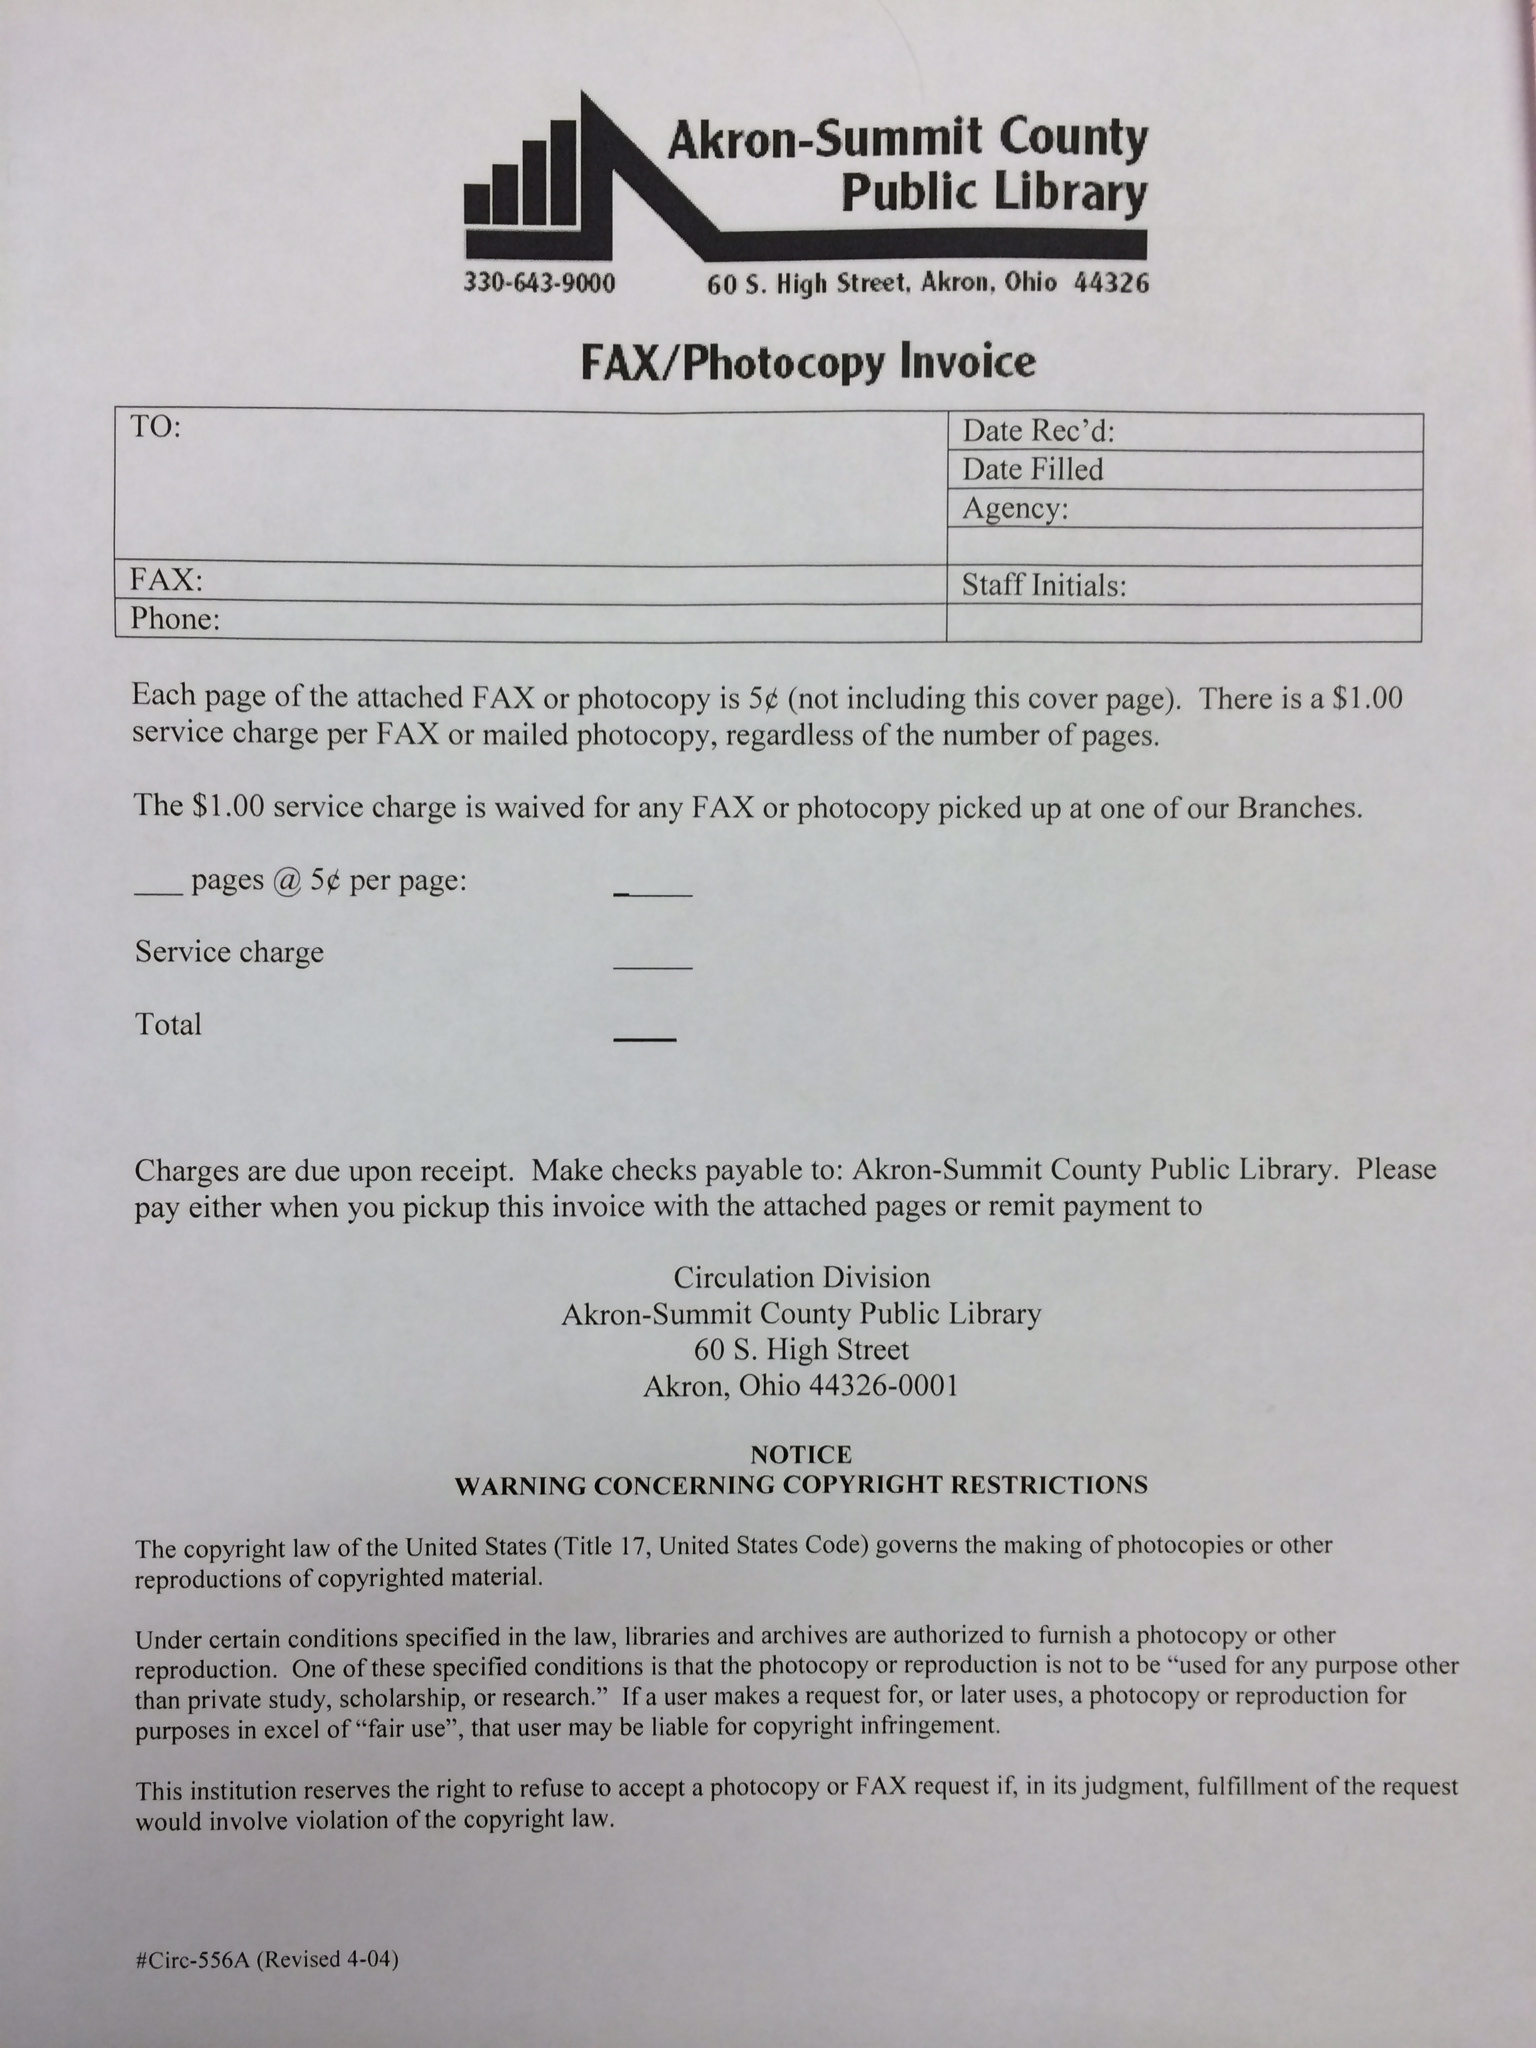 Akron-Summit County
Public Library
330-643-9000 60 S. High Street, Akron, Ohio 44326
FAX/Photocopy Invoice
TO:
Date Rec’d:
Date Filled
Agency:
FAX:
Staff Initials:
Phone:
Each page of the attached FAX or photocopy is 5¢ (not including this cover page). There is a $1.00
service charge per FAX or mailed photocopy, regardless of the number of pages.
The $1.00 service charge is waived for any FAX or photocopy picked up at one of our Branches.
___ pages @ 5¢ per page: _____
Service charge _____
Total ____
Charges are due upon receipt. Make checks payable to: Akron-Summit County Public Library. Please
pay either when you pickup this invoice with the attached pages or remit payment to
Circulation Division
Akron-Summit County Public Library
60 S. High Street
Akron, Ohio 44326-0001
NOTICE
WARNING CONCERNING COPYRIGHT RESTRICTIONS
The copyright law of the United States (Title 17, United States Code) governs the making of photocopies or other
reproductions of copyrighted material.
Under certain conditions specified in the law, libraries and archives are authorized to furnish a photocopy or other
reproduction. One of these specified conditions is that the photocopy or reproduction is not to be “used for any purpose other
than private study, scholarship, or research.” If a user makes a request for, or later uses, a photocopy or reproduction for
purposes in excel of “fair use”, that user may be liable for copyright infringement.
This institution reserves the right to refuse to accept a photocopy or FAX request if, in its judgment, fulfillment of the request
would involve violation of the copyright law.
#Circ-556A (Revised 4-04)